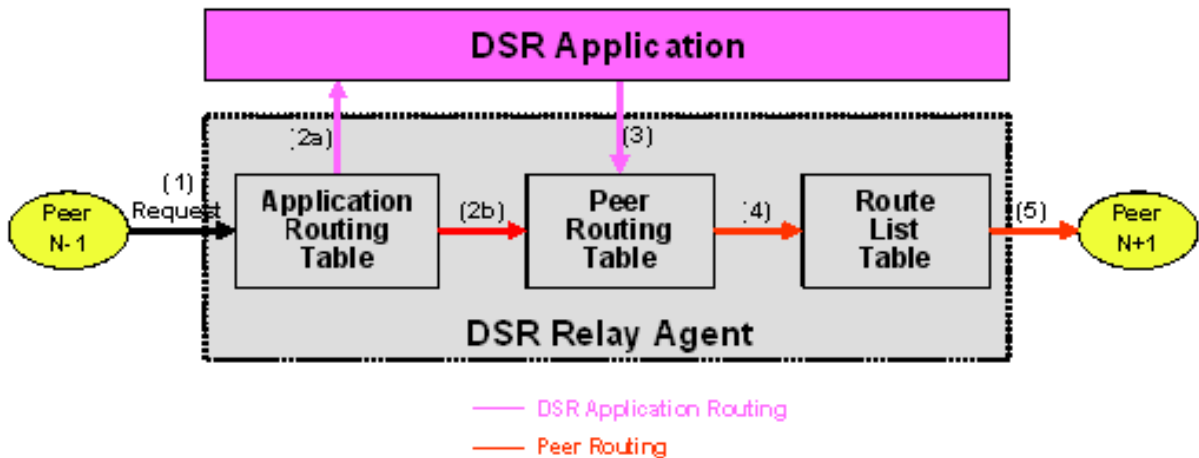 DSR Application
(2a)
(3)
(1)
Request
Peer
N-1
Application
Routing
Table
(2b)
Peer
Routing
Table
(4)
Route
List
Table
(5)
Peer
N+1
DSR Relay Agent
DSR Application Routing
Peer Routing